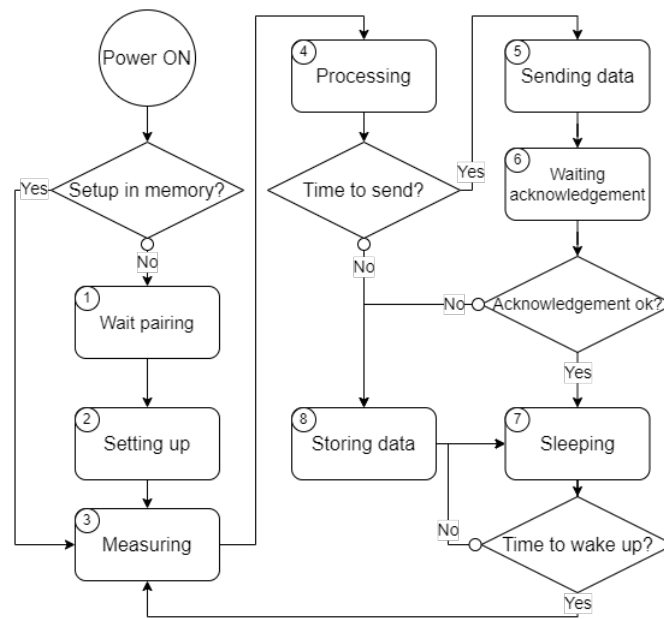 Power ON
Setup in memory?
Yes
No
1
Wait pairing
2
Setting up
3
Measuring
4
Processing
Time to send?
Yes
No
5
Sending data
6
Waiting
acknowledgement
Acknowledgement ok?
No
Yes
8
Storing data
7
Sleeping
Time to wake up?
No
Yes